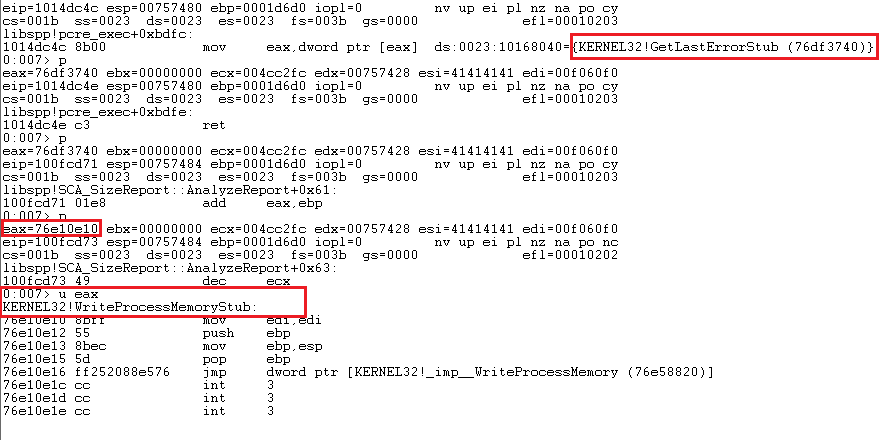 eip=1014dc4c esp=00757480 ebp=0001d6d0 iopl=0 nv up ei pl nz na po cy
cs=001b ss=0023 ds=0023 es=0023 fs=003b gs=0000 efl=00010203
libspp!pcre_exec+0xbdfc:
1014dc4c 8b00 mov eax,dword ptr [eax] ds:0023:10168040={KERNEL32!GetLastErrorStub (76df3740)}
0:007> p
eax=76df3740 ebx=00000000 ecx=004cc2fc edx=00757428 esi=41414141 edi=00f060f0
eip=1014dc4e esp=00757480 ebp=0001d6d0 iopl=0 nv up ei pl nz na po cy
cs=001b ss=0023 ds=0023 es=0023 fs=003b gs=0000 efl=00010203
libspp!pcre_exec+0xbdfe:
1014dc4e c3 ret
0:007> p
eax=76df3740 ebx=00000000 ecx=004cc2fc edx=00757428 esi=41414141 edi=00f060f0
eip=100fcd71 esp=00757484 ebp=0001d6d0 iopl=0 nv up ei pl nz na po cy
cs=001b ss=0023 ds=0023 es=0023 fs=003b gs=0000 efl=00010203
libspp!SCA_SizeReport::AnalyzeReport+0x61:
100fcd71 01e8 add eax,ebp
0:007> p
eax=76e10e10 ebx=00000000 ecx=004cc2fc edx=00757428 esi=41414141 edi=00f060f0
eip=100fcd73 esp=00757484 ebp=0001d6d0 iopl=0 nv up ei pl nz na po nc
cs=001b ss=0023 ds=0023 es=0023 fs=003b gs=0000 efl=00010202
libspp!SCA_SizeReport::AnalyzeReport+0x63:
100fcd73 49 dec ecx
0:007> u eax
KERNEL32!WriteProcessMemoryStub:
76e10e10 8bff mov edi,edi
76e10e12 55 push ebp
76e10e13 8bec mov ebp,esp
76e10e15 5d pop ebp
76e10e16 ff252088e576 jmp dword ptr [KERNEL32!_imp__WriteProcessMemory (76e58820)]
76e10e1c cc int 3
76e10e1d cc int 3
76e10e1e cc int 3